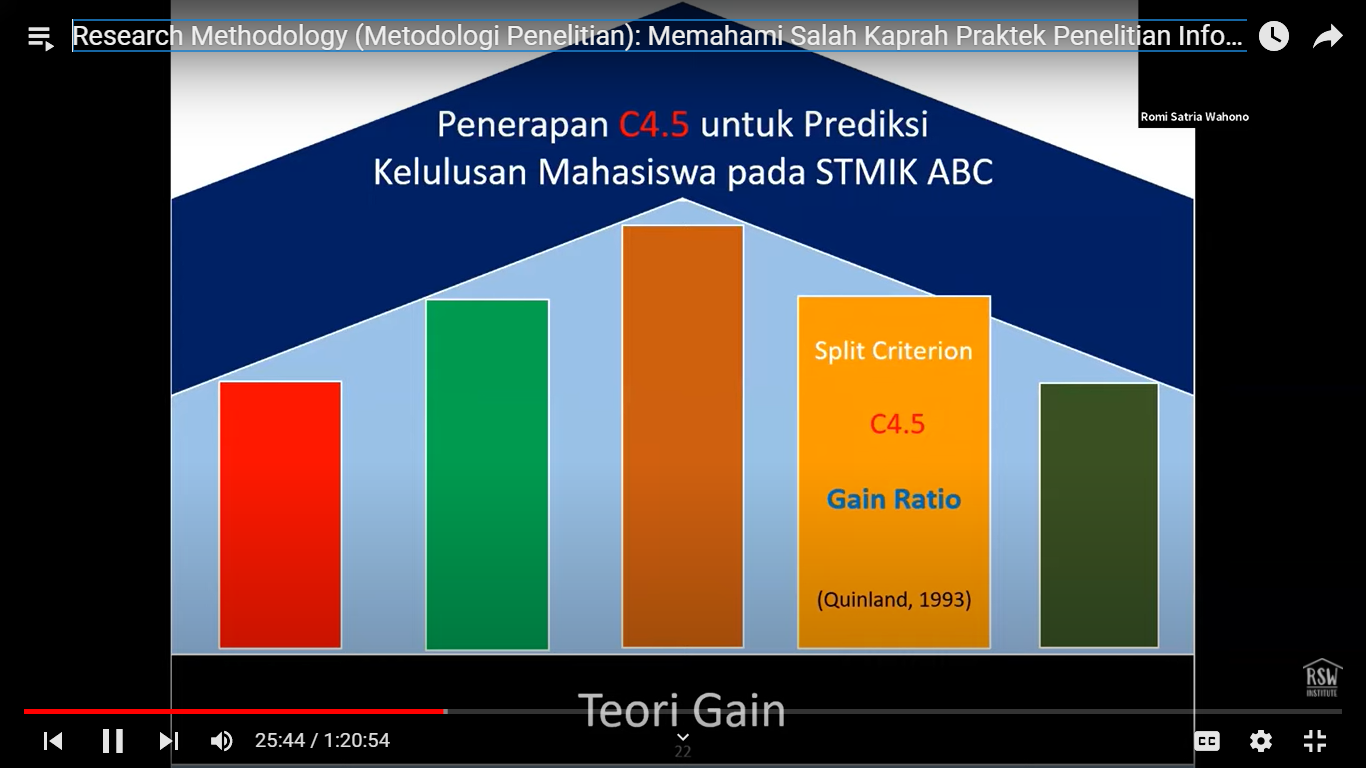 Research Methodology (Metodologi Penelitian): Memahami Salah Kaprah Praktek Penelitian Info...
Romi Satria Wahono
Penerapan C4.5 untuk Prediksi
Kelulusan Mahasiswa pada STMIK ABC
Split Criterion
C4.5
Gain Ratio
(Quinland, 1993)
RSW
INSTITUTE
Teori Gain
25:44 / 1:20:54
CC
22